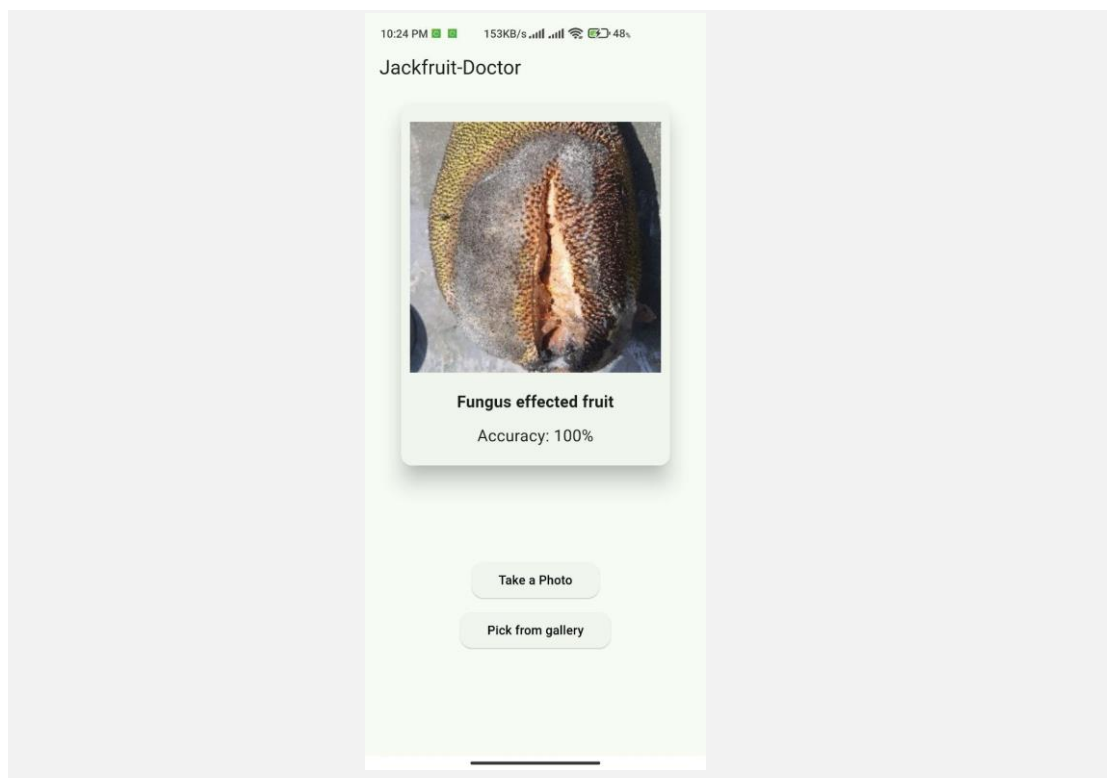 10:24 PM 153KB/s 48%
Jackfruit-Doctor
Fungus effected fruit
Accuracy: 100%
Take a Photo
Pick from gallery